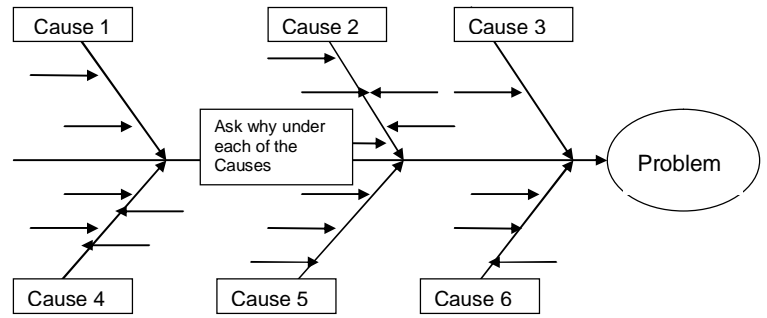 Cause 1
Cause 2
Cause 3
Ask why under
each of the
Causes
Problem
Cause 4
Cause 5
Cause 6